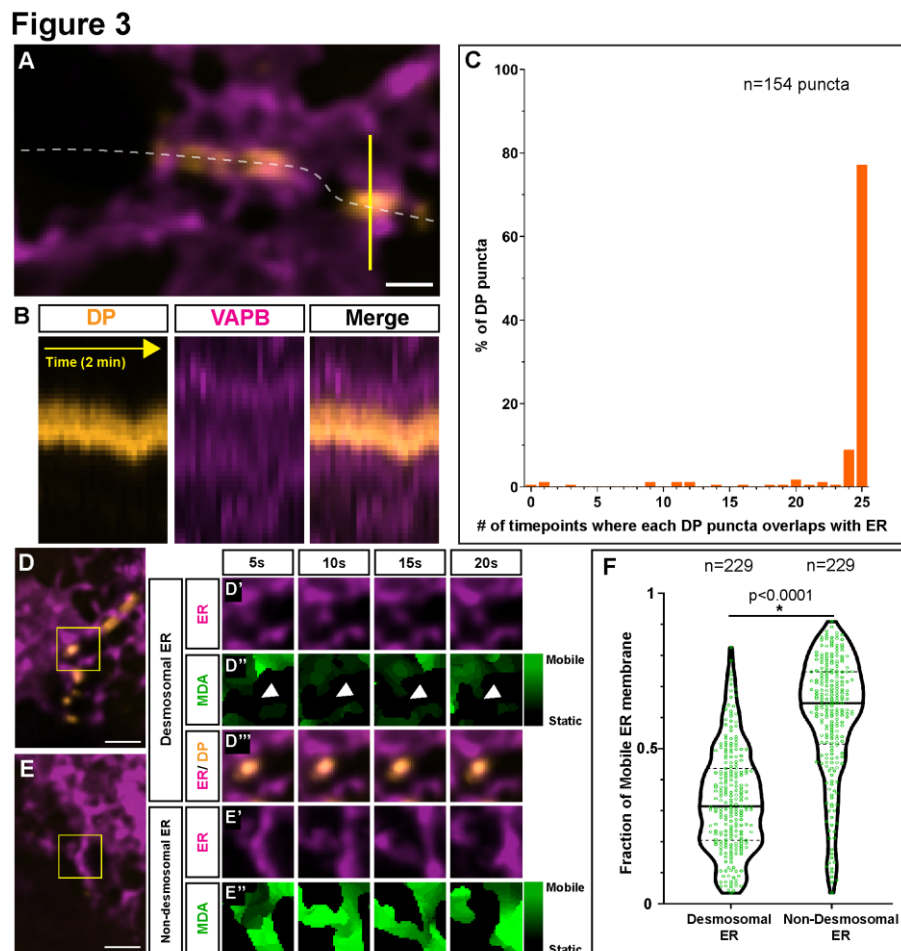 Figure 3
A
B
DP
VAPB
Merge
Time (2 min)
C
n=154 puncta
% of DP puncta
100
80
60
40
20
0
0 5 10 15 20 25
# of timepoints where each DP puncta overlaps with ER
D
E
5s 10s 15s 20s
Desmosomal ER
ER
D'
MDA
D''
Mobile
Static
ER/ DP
D'''
Non-desmosomal ER
ER
E'
MDA
E''
Mobile
Static
F
n=229 n=229
p<0.0001
*
Fraction of Mobile ER membrane
1
0.5
0
Desmosomal
ER
Non-Desmosomal
ER